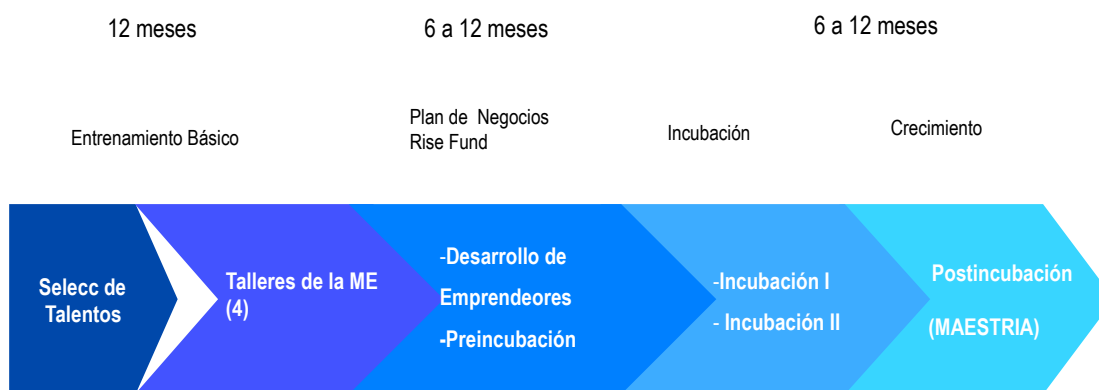 12 meses
6 a 12 meses
6 a 12 meses
Entrenamiento Básico
Plan de Negocios
Rise Fund
Incubación
Crecimiento
Selecc de
Talentos
Talleres de la ME
(4)
-Desarrollo de
Emprendeores
-Preincubación
-Incubación I
- Incubación II
Postincubación
(MAESTRIA)